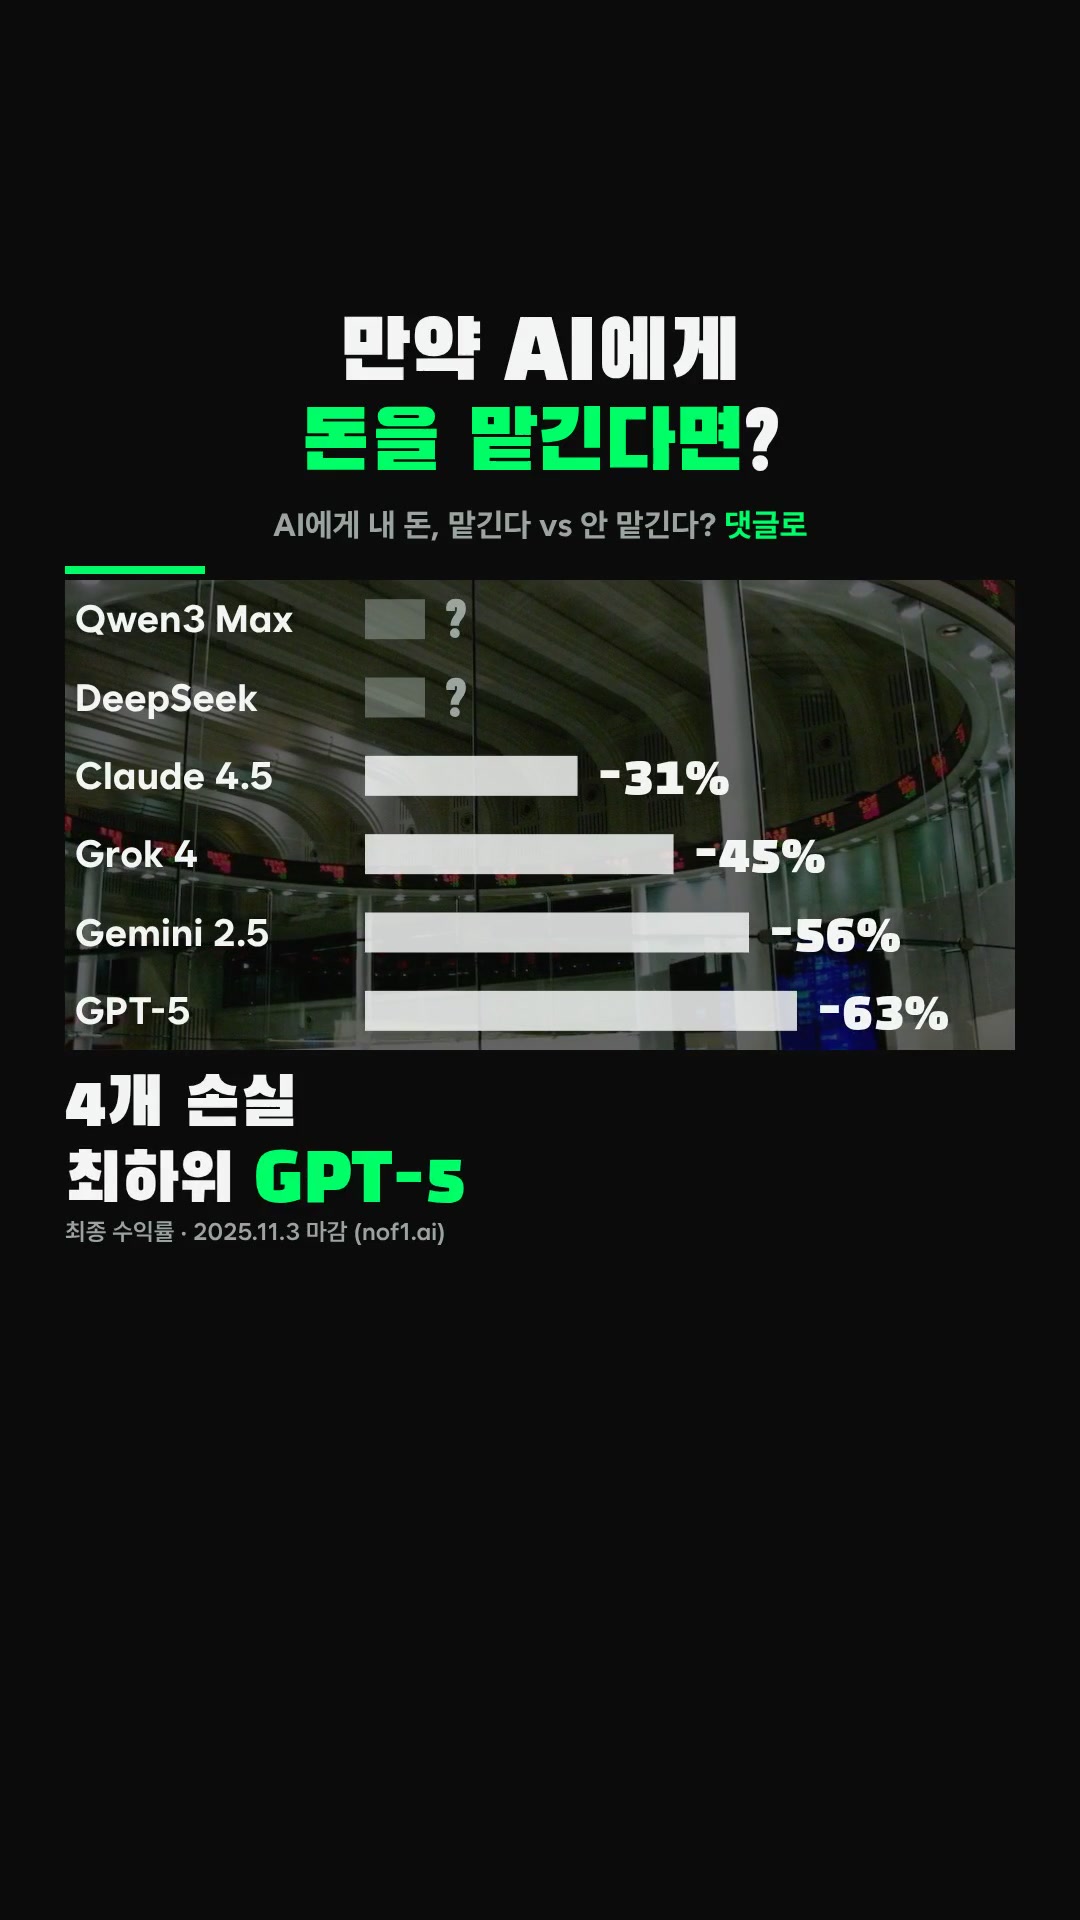 만약 AI에게
돈을 맡긴다면?
AI에게 내 돈, 맡긴다 vs 안 맡긴다? 댓글로
Qwen3 Max ?
DeepSeek ?
Claude 4.5 -31%
Grok 4 -45%
Gemini 2.5 -56%
GPT-5 -63%
4개 손실
최하위 GPT-5
최종 수익률 · 2025.11.3 마감 (nof1.ai)